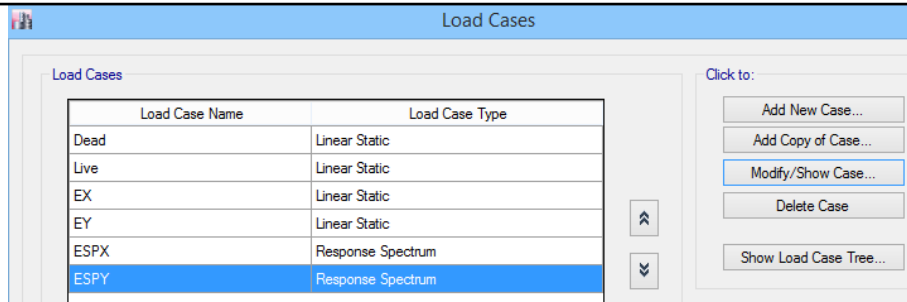 Load Cases
Load Cases
Click to:
Load Case Name Load Case Type
Dead Linear Static
Live Linear Static
EX Linear Static
EY Linear Static
ESPX Response Spectrum
ESPY Response Spectrum
Add New Case...
Add Copy of Case...
Modify/Show Case...
Delete Case
Show Load Case Tree...